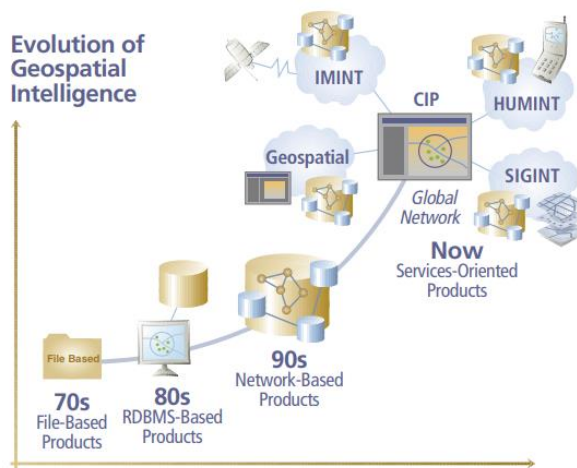 Evolution of
Geospatial
Intelligence
IMINT
CIP
HUMINT
Geospatial
SIGINT
Global
Network
Now
Services-Oriented
Products
File Based
70s
File-Based
Products
80s
RDBMS-Based
Products
90s
Network-Based
Products